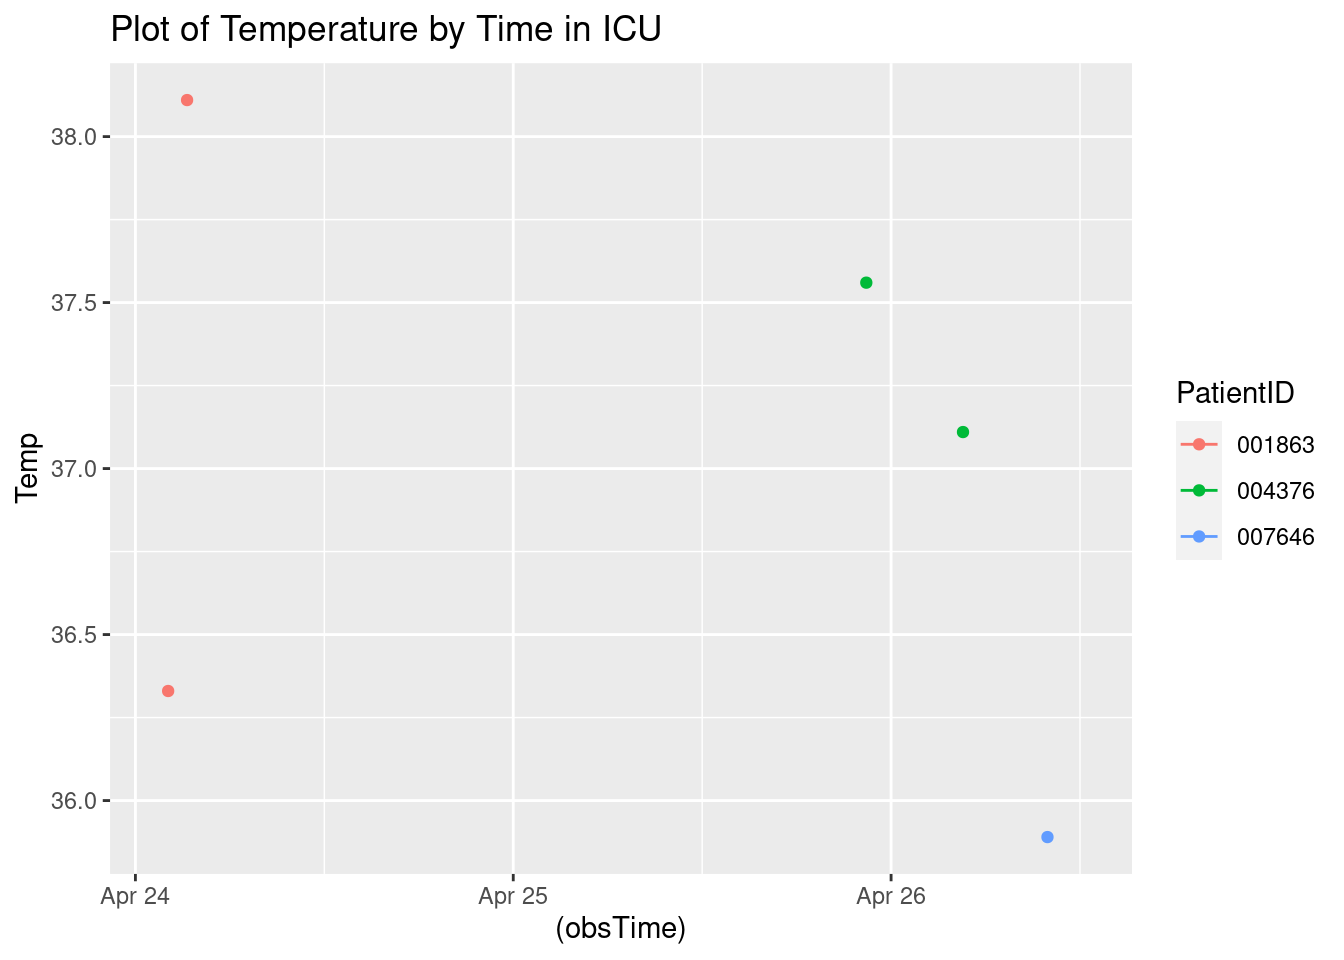 Plot of Temperature by Time in ICU
38.0
37.5
37.0
36.5
36.0
Temp
Apr 24
Apr 25
Apr 26
(obsTime)
PatientID
001863
004376
007646